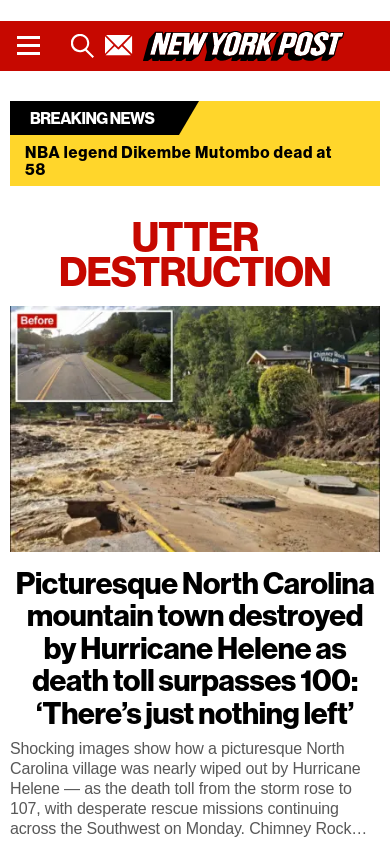 NEW YORK POST
BREAKING NEWS
NBA legend Dikembe Mutombo dead at
58
UTTER
DESTRUCTION
Before
Chimney Rock
Village
Picturesque North Carolina
mountain town destroyed
by Hurricane Helene as
death toll surpasses 100:
‘There’s just nothing left’
Shocking images show how a picturesque North
Carolina village was nearly wiped out by Hurricane
Helene — as the death toll from the storm rose to
107, with desperate rescue missions continuing
across the Southwest on Monday. Chimney Rock…